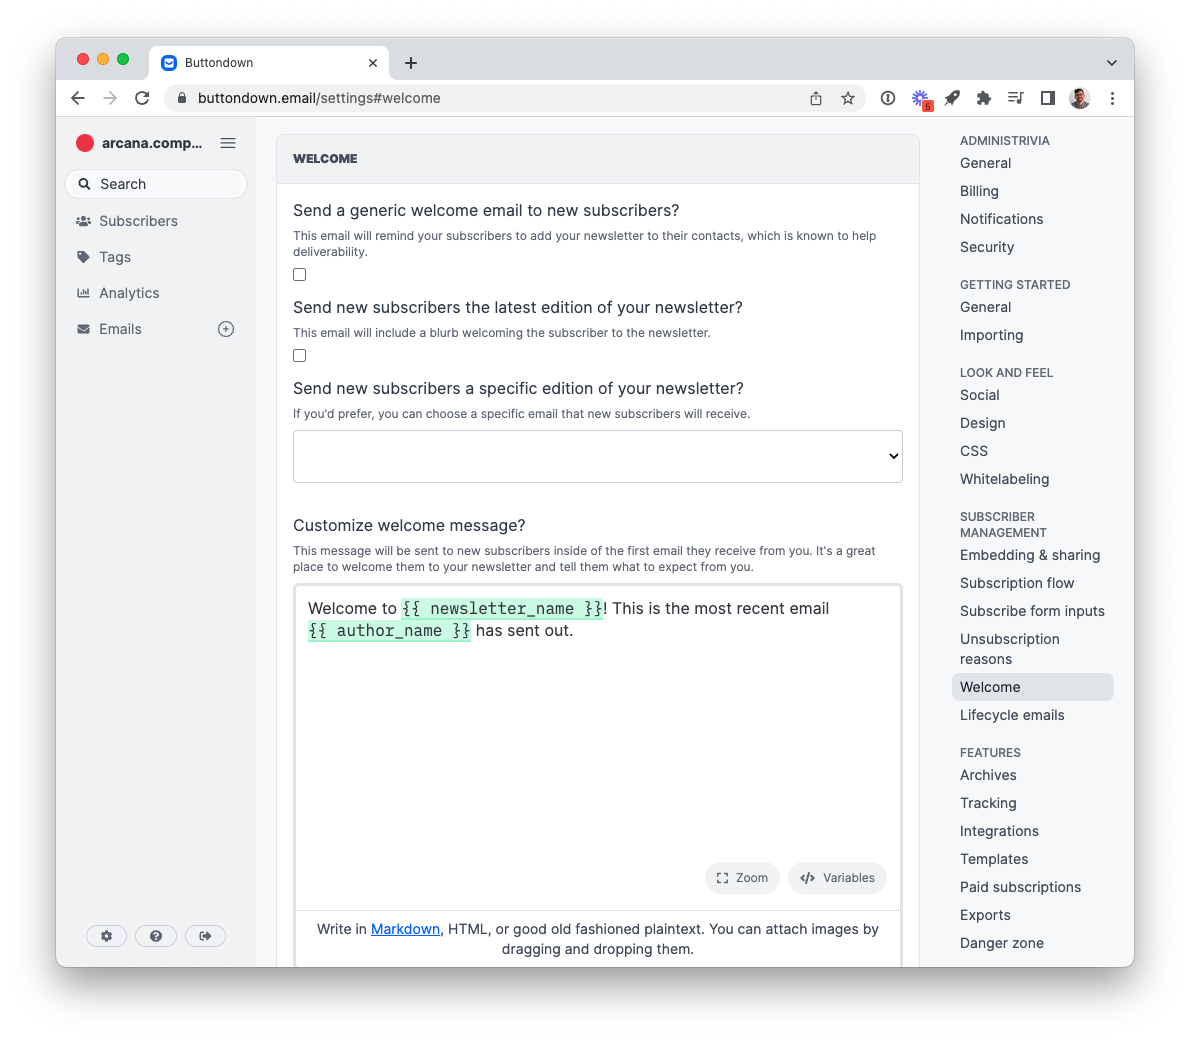 Buttondown
buttondown.email/settings#welcome
5
arcana.comp...
Search
Subscribers
Tags
Analytics
Emails
WELCOME
Send a generic welcome email to new subscribers?
This email will remind your subscribers to add your newsletter to their contacts, which is known to help
deliverability.
Send new subscribers the latest edition of your newsletter?
This email will include a blurb welcoming the subscriber to the newsletter.
Send new subscribers a specific edition of your newsletter?
If you'd prefer, you can choose a specific email that new subscribers will receive.
Customize welcome message?
This message will be sent to new subscribers inside of the first email they receive from you. It's a great
place to welcome them to your newsletter and tell them what to expect from you.
Welcome to {{ newsletter_name }}! This is the most recent email
{{ author_name }} has sent out.
Zoom
Variables
Write in Markdown, HTML, or good old fashioned plaintext. You can attach images by
dragging and dropping them.
ADMINISTRIVIA
General
Billing
Notifications
Security
GETTING STARTED
General
Importing
LOOK AND FEEL
Social
Design
CSS
Whitelabeling
SUBSCRIBER
MANAGEMENT
Embedding & sharing
Subscription flow
Subscribe form inputs
Unsubscription
reasons
Welcome
Lifecycle emails
FEATURES
Archives
Tracking
Integrations
Templates
Paid subscriptions
Exports
Danger zone